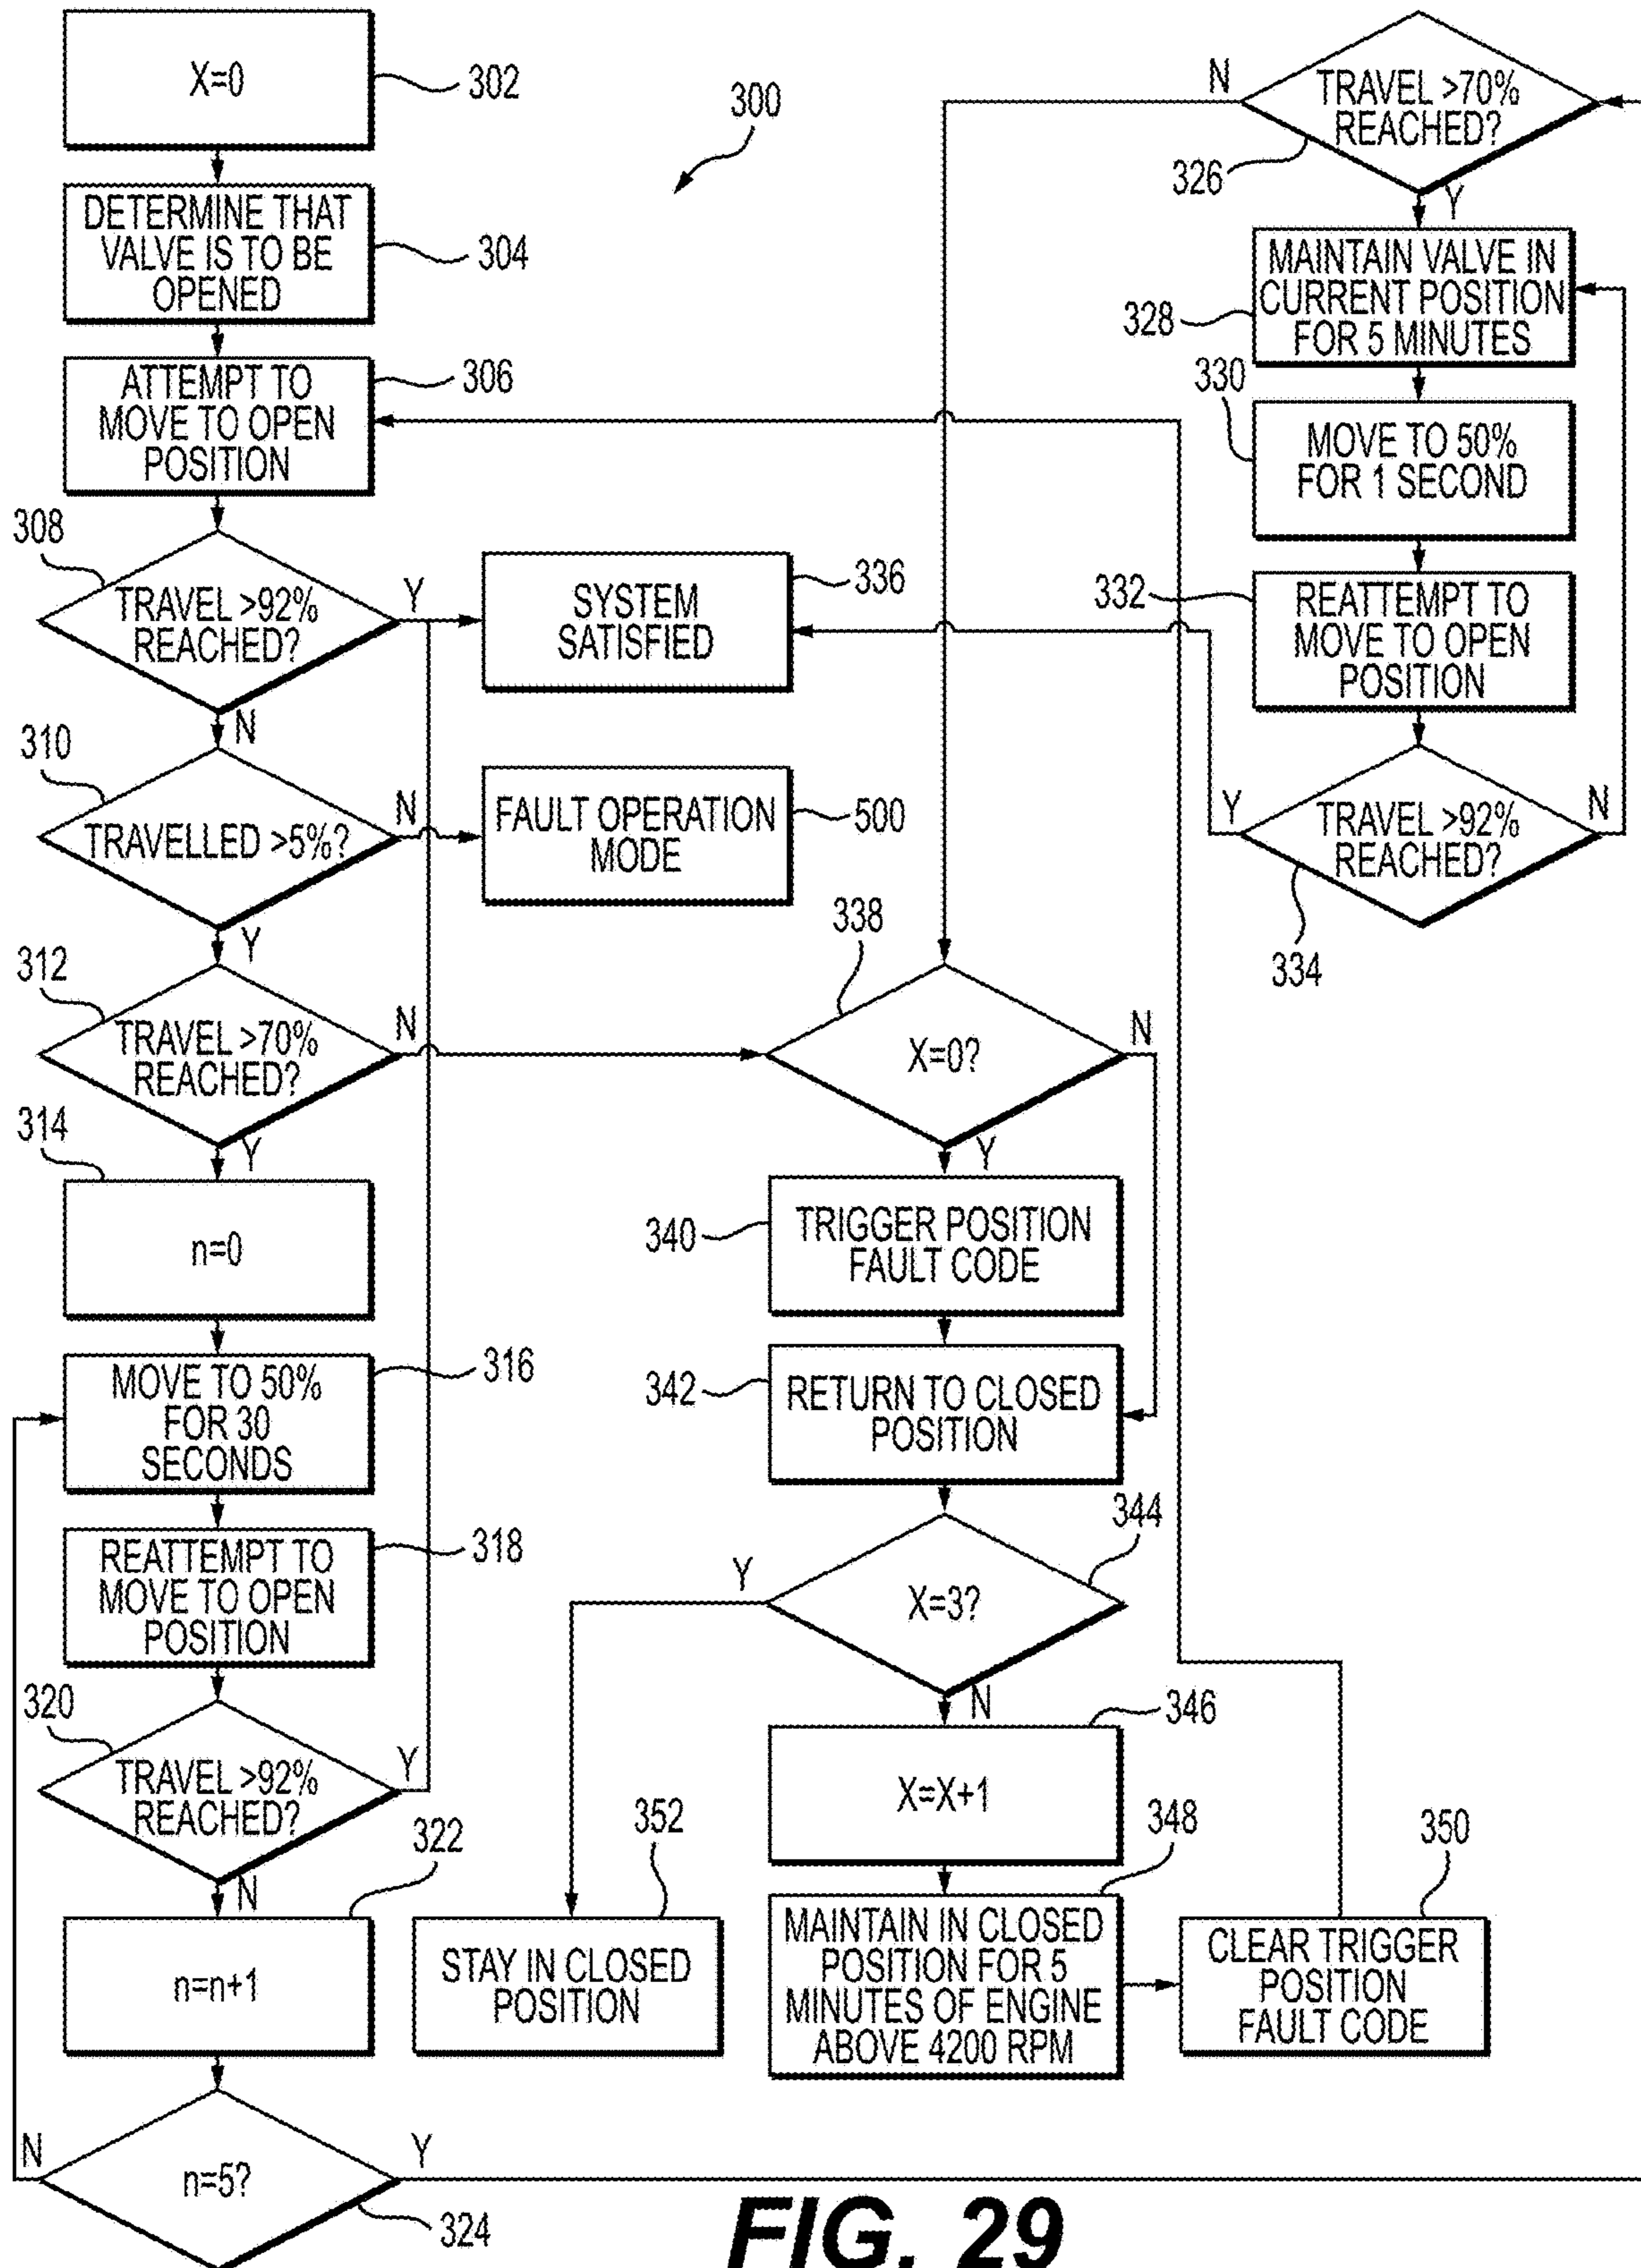 X=0
302
DETERMINE THAT
VALVE IS TO BE
OPENED
304
ATTEMPT TO
MOVE TO OPEN
POSITION
306
300
308
TRAVEL >92%
REACHED?
Y
N
SYSTEM
SATISFIED
336
310
TRAVELLED >5%?
N
Y
FAULT OPERATION
MODE
500
312
TRAVEL >70%
REACHED?
N
Y
314
n=0
MOVE TO 50%
FOR 30
SECONDS
316
REATTEMPT TO
MOVE TO OPEN
POSITION
318
320
TRAVEL >92%
REACHED?
Y
N
322
n=n+1
N
n=5?
Y
324
N
TRAVEL >70%
REACHED?
326
Y
MAINTAIN VALVE IN
CURRENT POSITION
FOR 5 MINUTES
328
330
MOVE TO 50%
FOR 1 SECOND
332
REATTEMPT TO
MOVE TO OPEN
POSITION
Y
TRAVEL >92%
REACHED?
N
334
338
X=0?
N
Y
340
TRIGGER POSITION
FAULT CODE
342
RETURN TO CLOSED
POSITION
344
Y
X=3?
N
346
X=X+1
352
STAY IN CLOSED
POSITION
348
MAINTAIN IN CLOSED
POSITION FOR 5
MINUTES OF ENGINE
ABOVE 4200 RPM
350
CLEAR TRIGGER
POSITION
FAULT CODE
FIG. 29